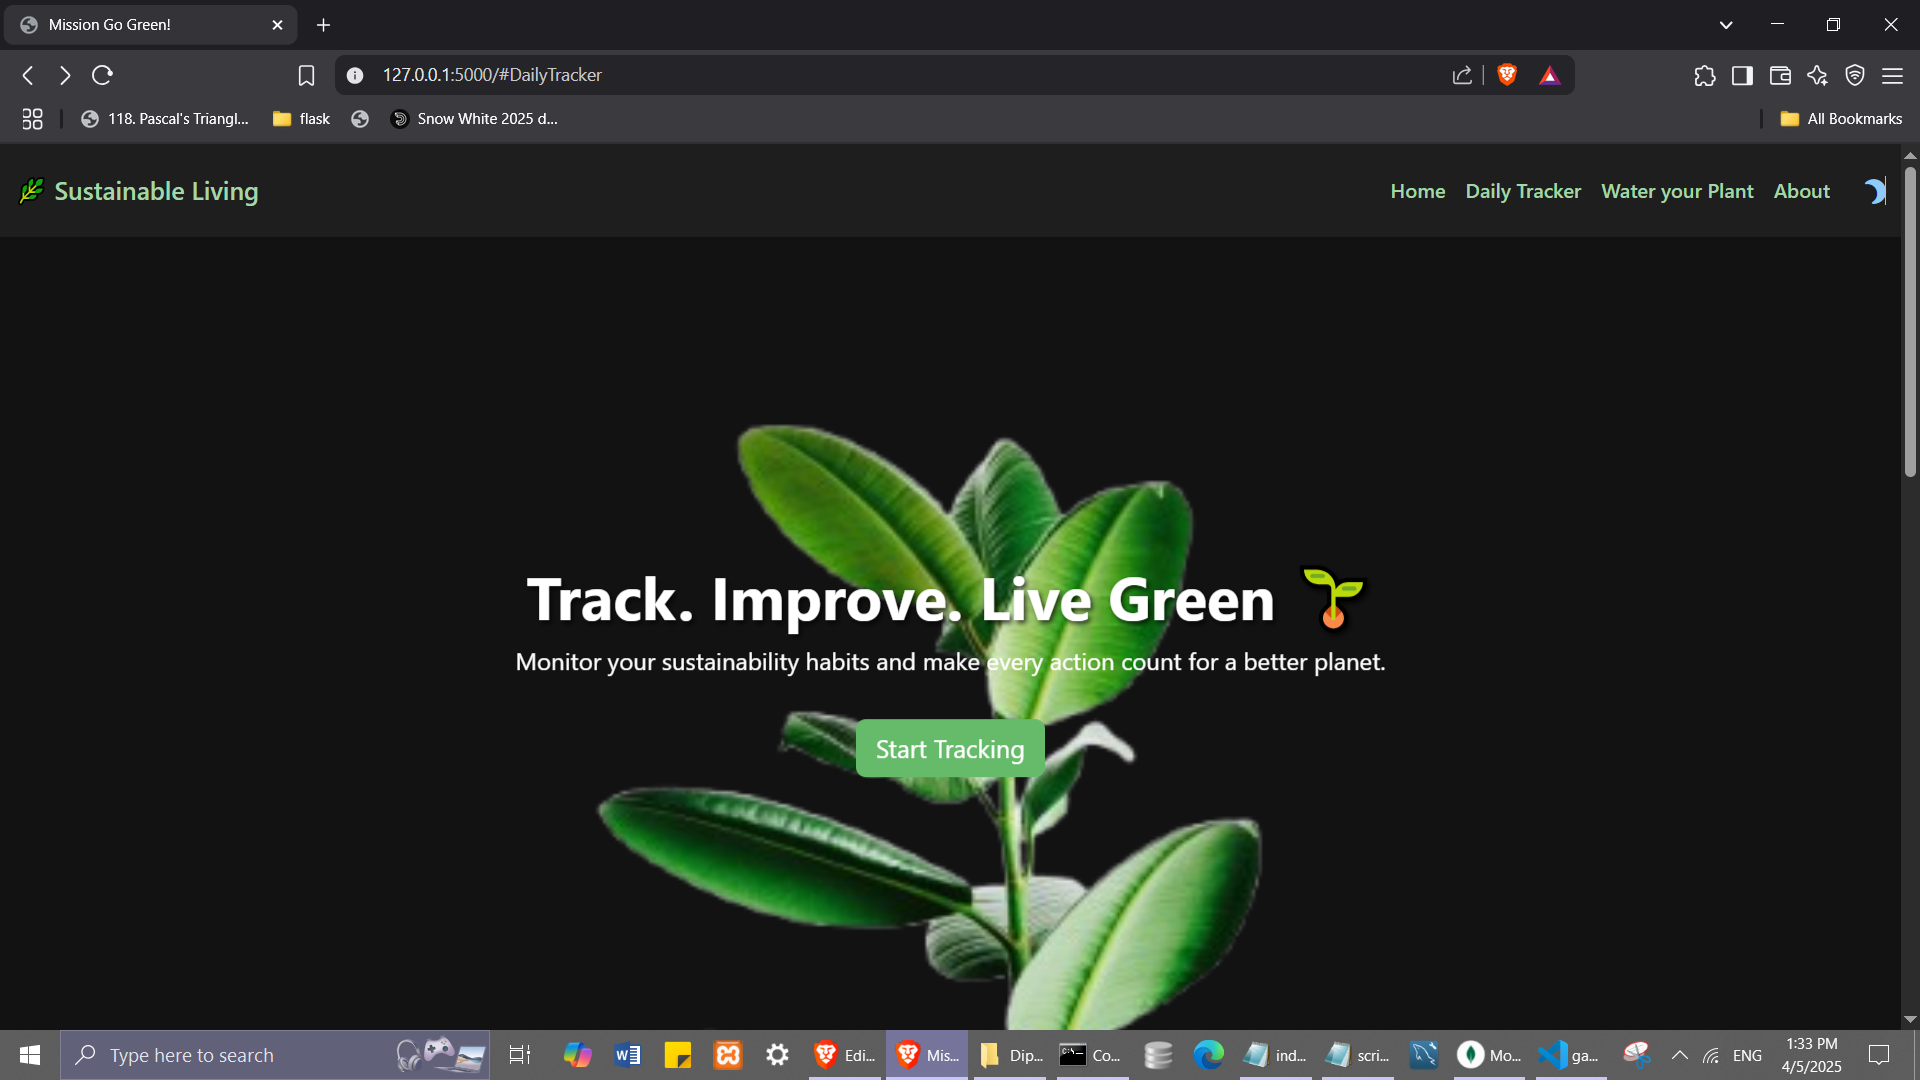 Mission Go Green!
127.0.0.1:5000/#DailyTracker
118. Pascal's Triangl...
flask
Snow White 2025 d...
All Bookmarks
Sustainable Living
Home
Daily Tracker
Water your Plant
About
Track. Improve. Live Green
Monitor your sustainability habits and make every action count for a better planet.
Start Tracking
Type here to search
Edi...
Mis...
Dip...
Co...
ind...
scri...
Mo...
ga...
ENG
1:33 PM
4/5/2025